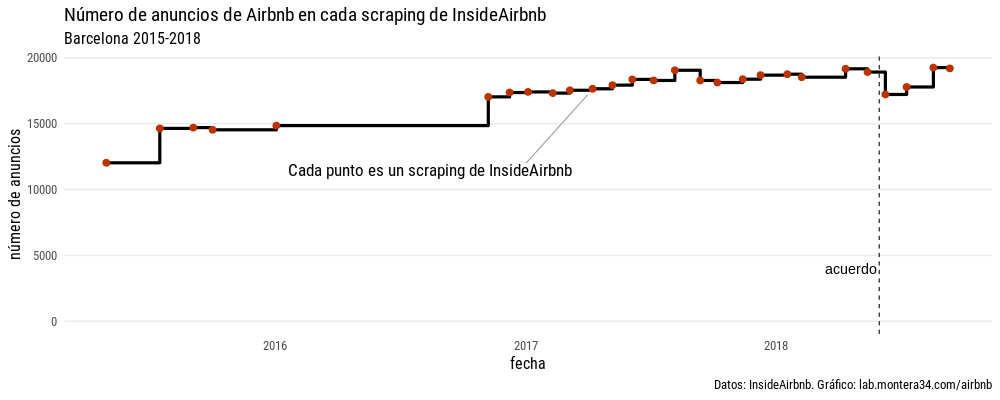 Número de anuncios de Airbnb en cada scraping de InsideAirbnb
Barcelona 2015-2018
20000
15000
10000
5000
0
número de anuncios
Cada punto es un scraping de InsideAirbnb
acuerdo
2016
2017
2018
fecha
Datos: InsideAirbnb. Gráfico: lab.montera34.com/airbnb